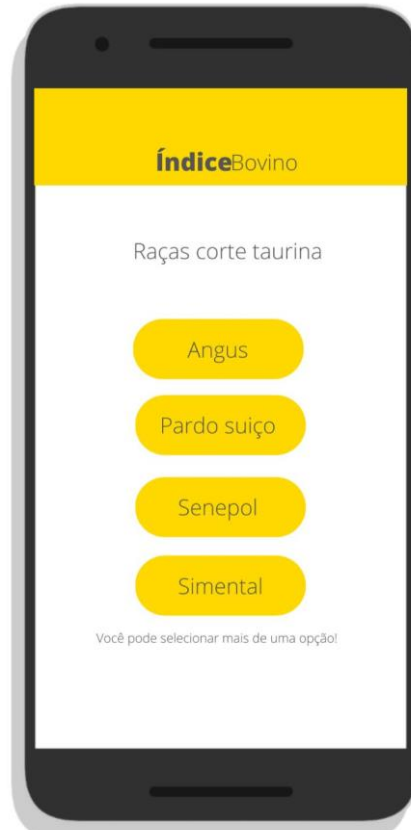 ÍndiceBovino
Raças corte taurina
Angus
Pardo suiço
Senepol
Simental
Você pode selecionar mais de uma opção!